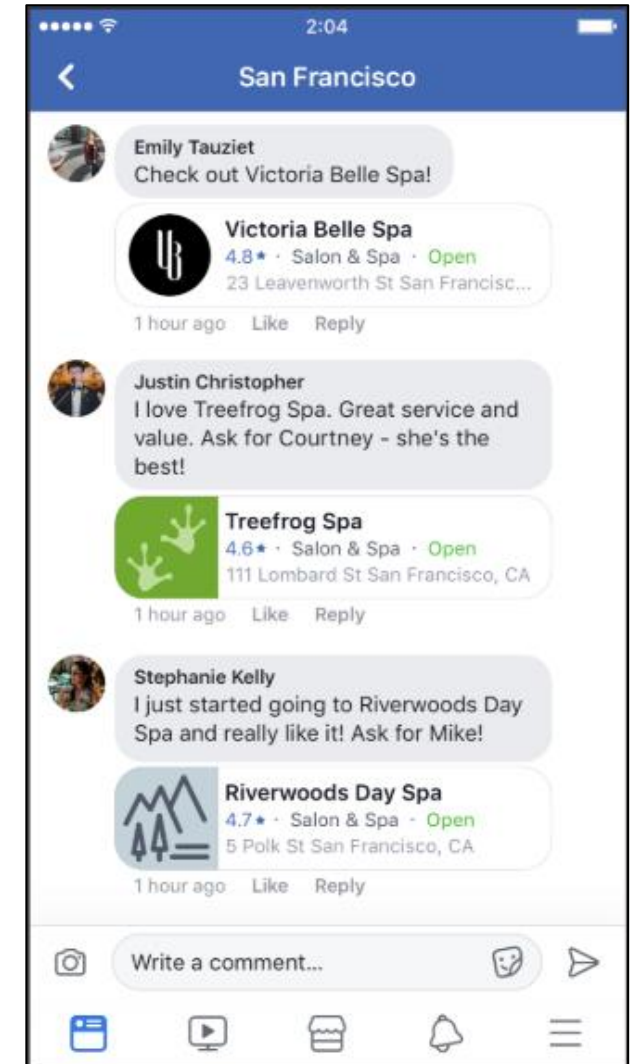 2:04
San Francisco
Emily Tauziet
Check out Victoria Belle Spa!
VB
Victoria Belle Spa
4.8★ · Salon & Spa · Open
23 Leavenworth St San Francisc...
1 hour ago Like Reply
Justin Christopher
I love Treefrog Spa. Great service and
value. Ask for Courtney - she's the
best!
Treefrog Spa
4.6★ · Salon & Spa · Open
111 Lombard St San Francisco, CA
1 hour ago Like Reply
Stephanie Kelly
I just started going to Riverwoods Day
Spa and really like it! Ask for Mike!
Riverwoods Day Spa
4.7★ · Salon & Spa · Open
5 Polk St San Francisco, CA
1 hour ago Like Reply
Write a comment...